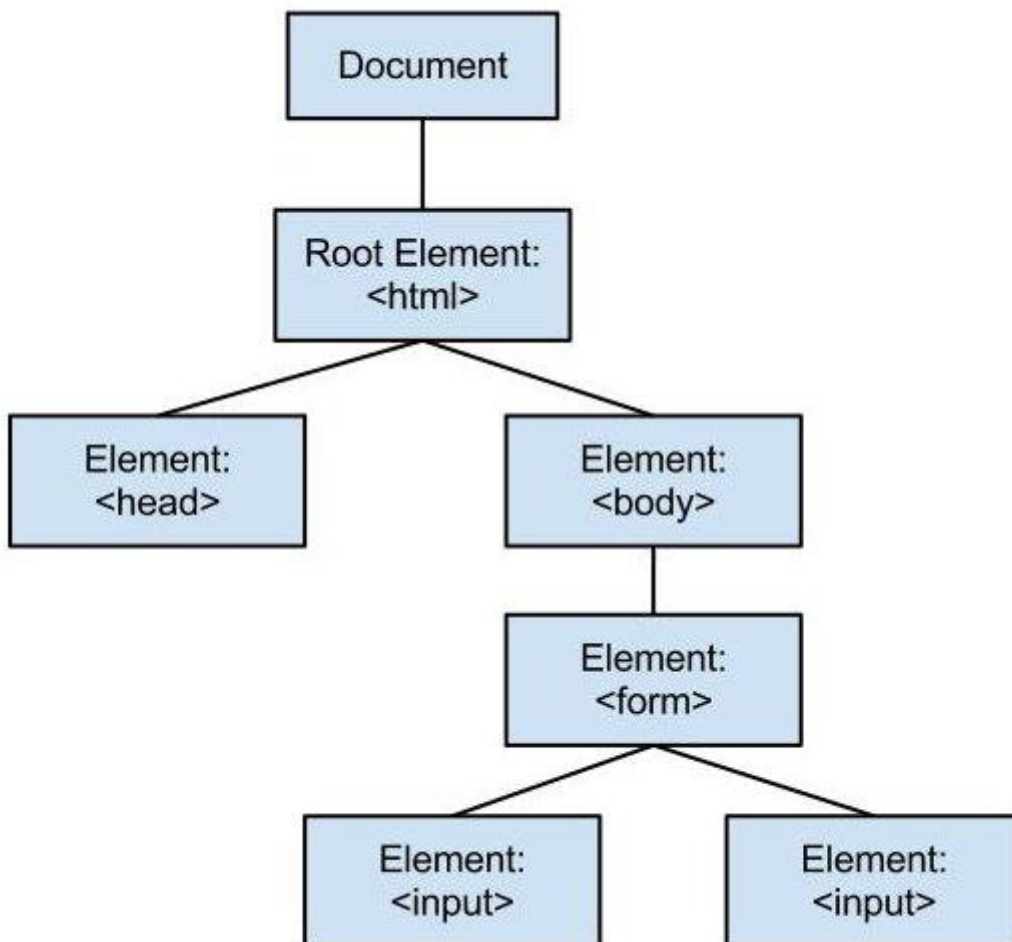 Document
Root Element:
<html>
Element:
<head>
Element:
<body>
Element:
<form>
Element:
<input>
Element:
<input>